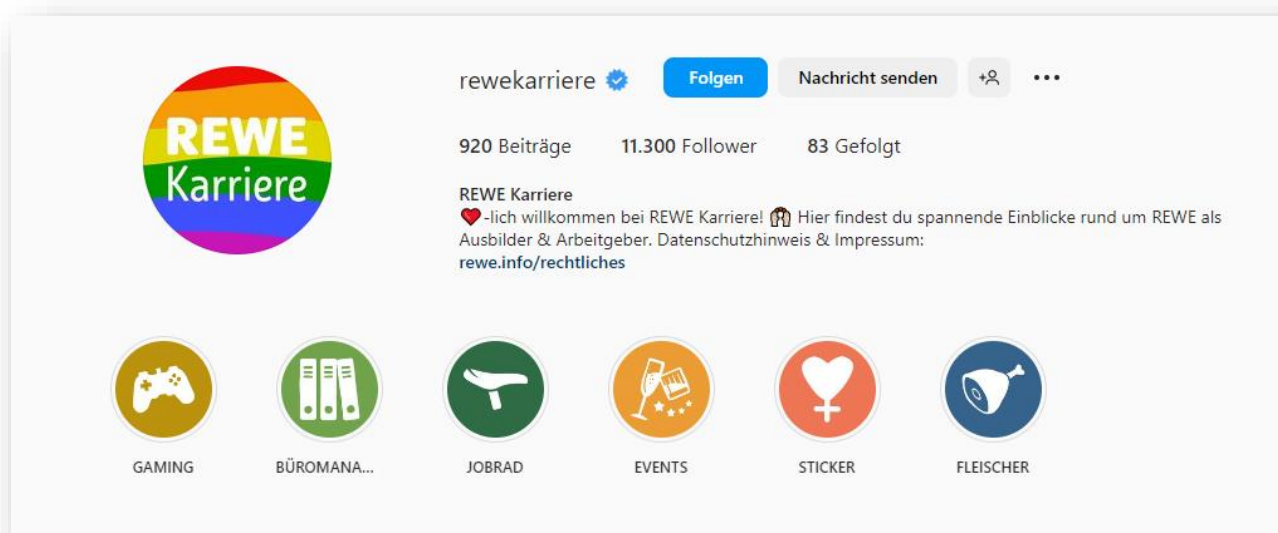 REWE
Karriere
rewekarriere
Folgen
Nachricht senden
920 Beiträge
11.300 Follower
83 Gefolgt
REWE Karriere
❤️-lich willkommen bei REWE Karriere! Hier findest du spannende Einblicke rund um REWE als
Ausbilder & Arbeitgeber. Datenschutzhinweis & Impressum:
rewe.info/rechtliches
GAMING
BÜROMANA...
JOBRAD
EVENTS
STICKER
FLEISCHER